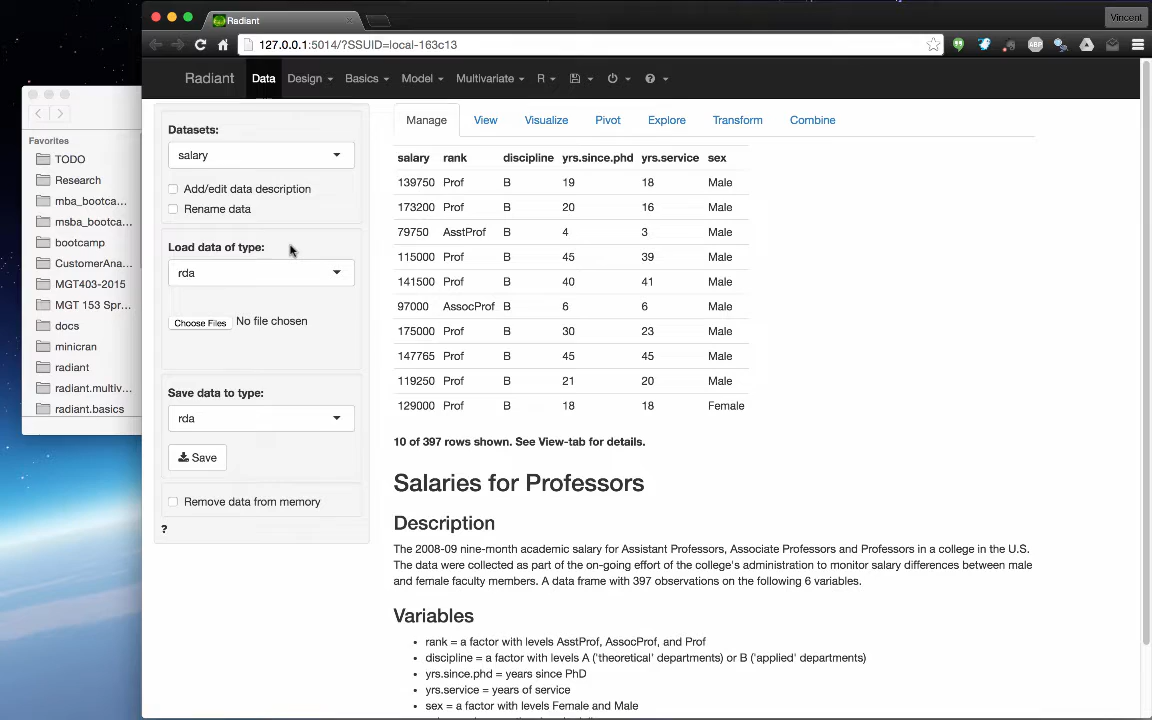 Radiant
Vincent
127.0.0.1:5014/?SSUID=local-163c13
ABP
Radiant Data Design Basics Model Multivariate R ?
Favorites
TODO
Research
mba_bootca...
msba_bootca...
bootcamp
CustomerAna...
MGT403-2015
MGT 153 Spr...
docs
minicran
radiant
radiant.multiv...
radiant.basics
Datasets:
salary
Add/edit data description
Rename data
Load data of type:
rda
Choose Files No file chosen
Save data to type:
rda
Save
Remove data from memory
?
Manage View Visualize Pivot Explore Transform Combine
salary rank discipline yrs.since.phd yrs.service sex
139750 Prof B 19 18 Male
173200 Prof B 20 16 Male
79750 AsstProf B 4 3 Male
115000 Prof B 45 39 Male
141500 Prof B 40 41 Male
97000 AssocProf B 6 6 Male
175000 Prof B 30 23 Male
147765 Prof B 45 45 Male
119250 Prof B 21 20 Male
129000 Prof B 18 18 Female
10 of 397 rows shown. See View-tab for details.
Salaries for Professors
Description
The 2008-09 nine-month academic salary for Assistant Professors, Associate Professors and Professors in a college in the U.S.
The data were collected as part of the on-going effort of the college's administration to monitor salary differences between male
and female faculty members. A data frame with 397 observations on the following 6 variables.
Variables
rank = a factor with levels AsstProf, AssocProf, and Prof
discipline = a factor with levels A ('theoretical' departments) or B ('applied' departments)
yrs.since.phd = years since PhD
yrs.service = years of service
sex = a factor with levels Female and Male